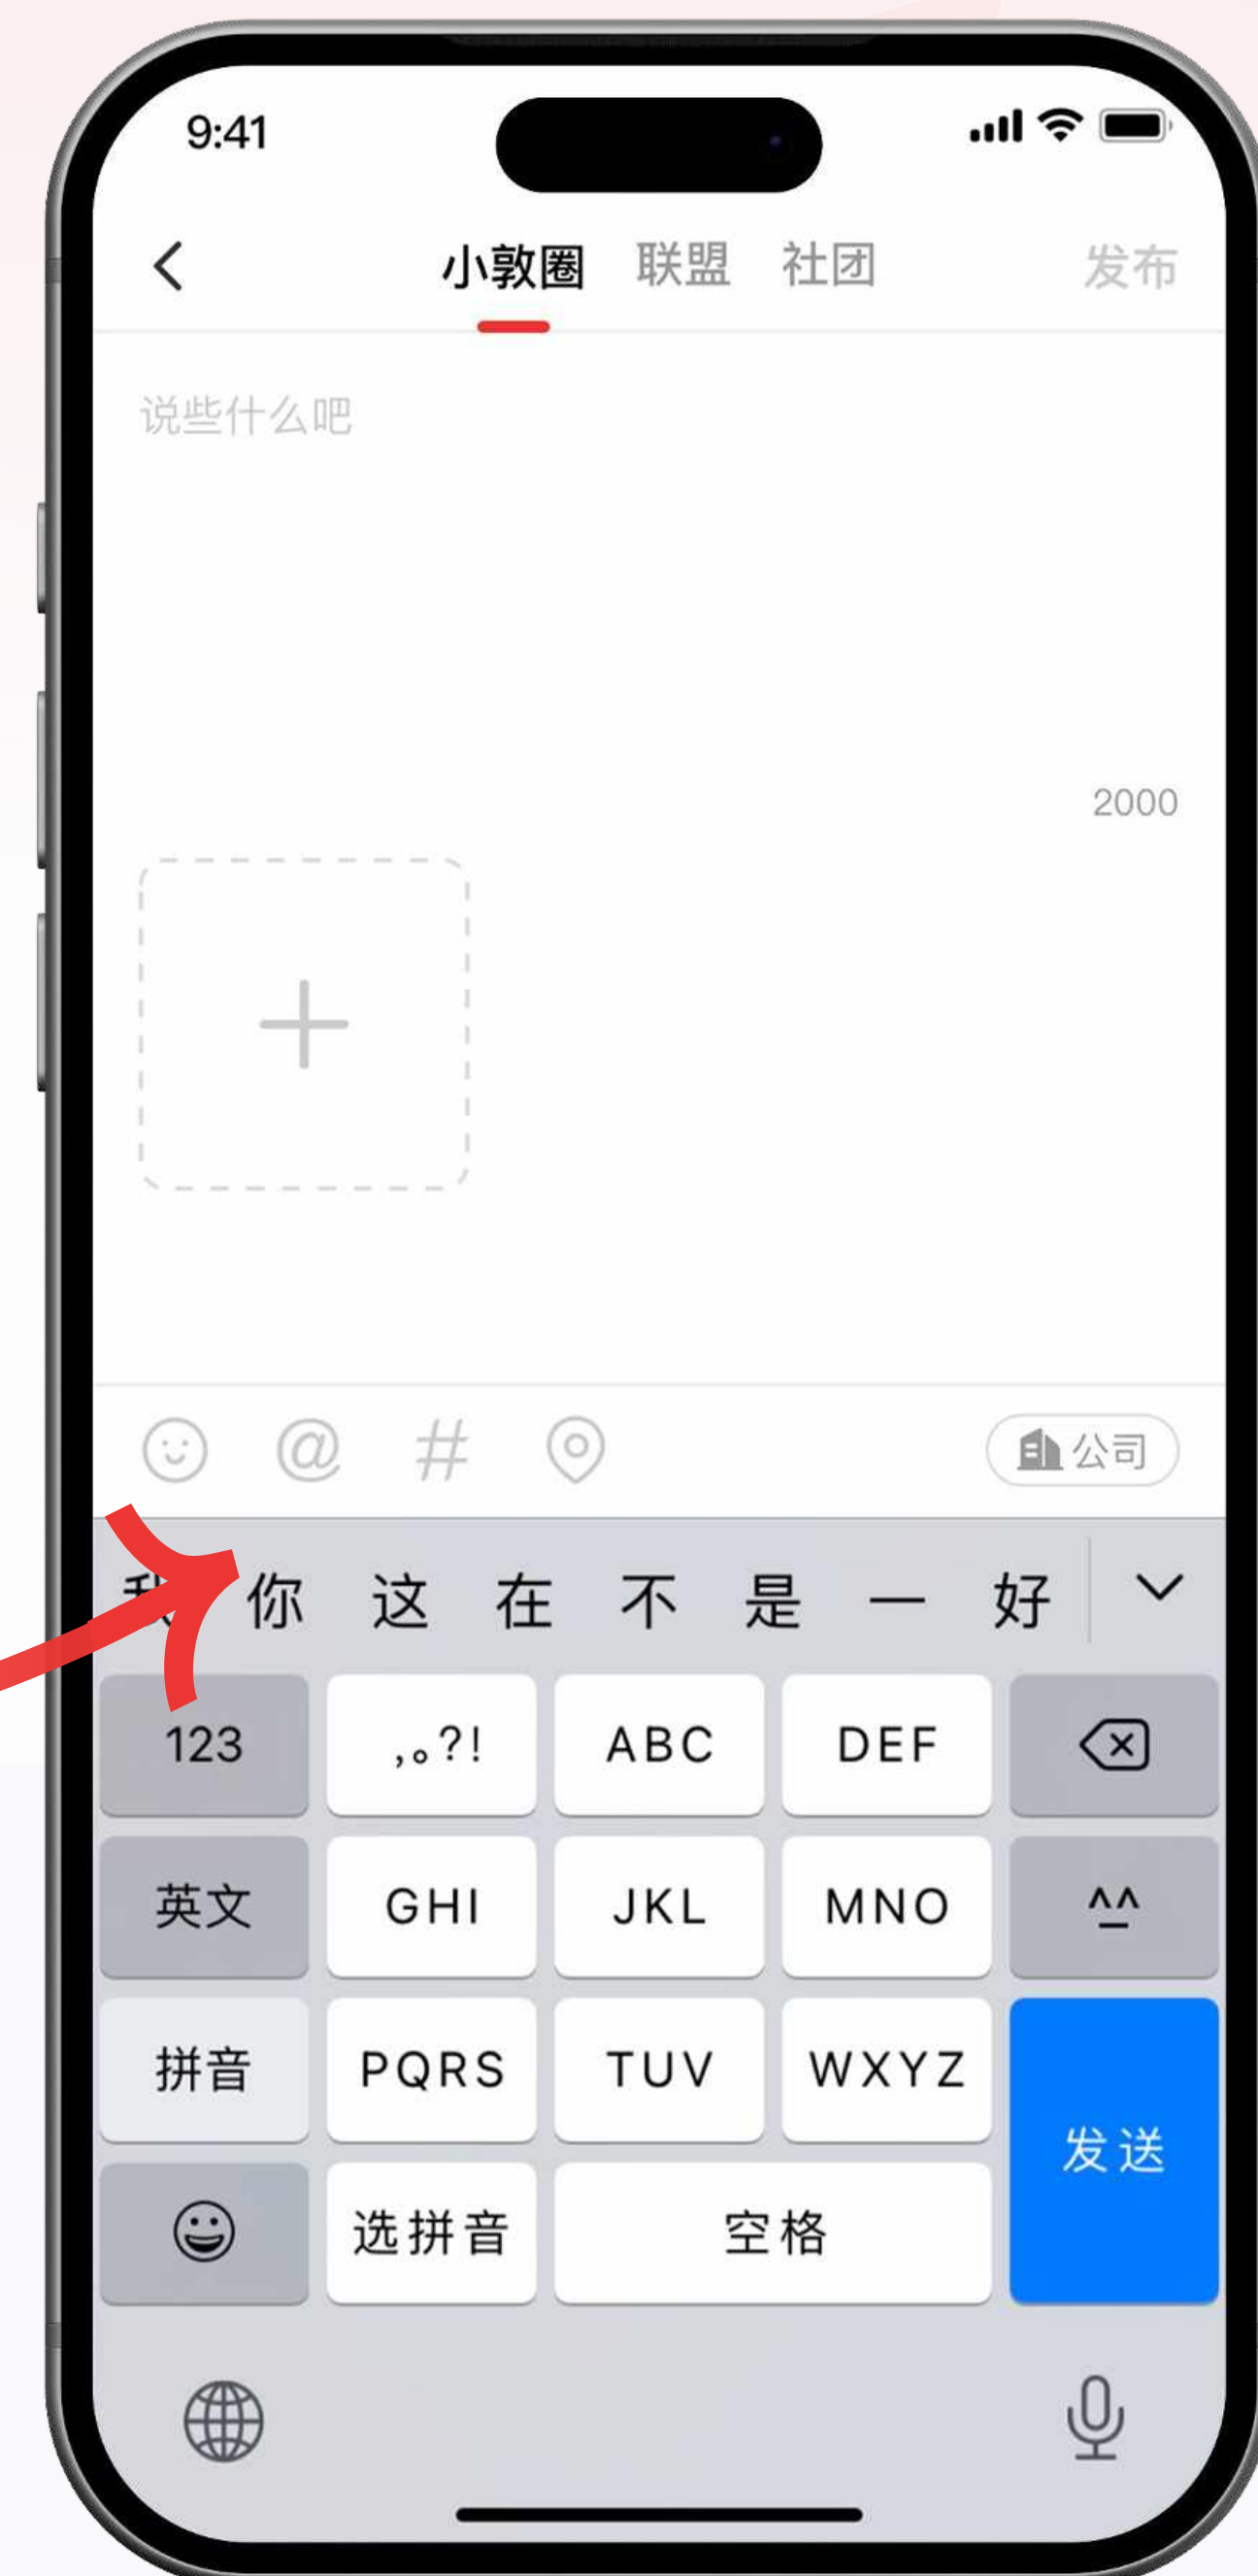 9:41
小敦圈 联盟 社团 发布
说些什么吧
2000
@ # 公司
你 这 在 不 是 一 好
123 ,。?! ABC DEF
英文 GHI JKL MNO ^^
拼音 PQRS TUV WXYZ
发送
选拼音 空格